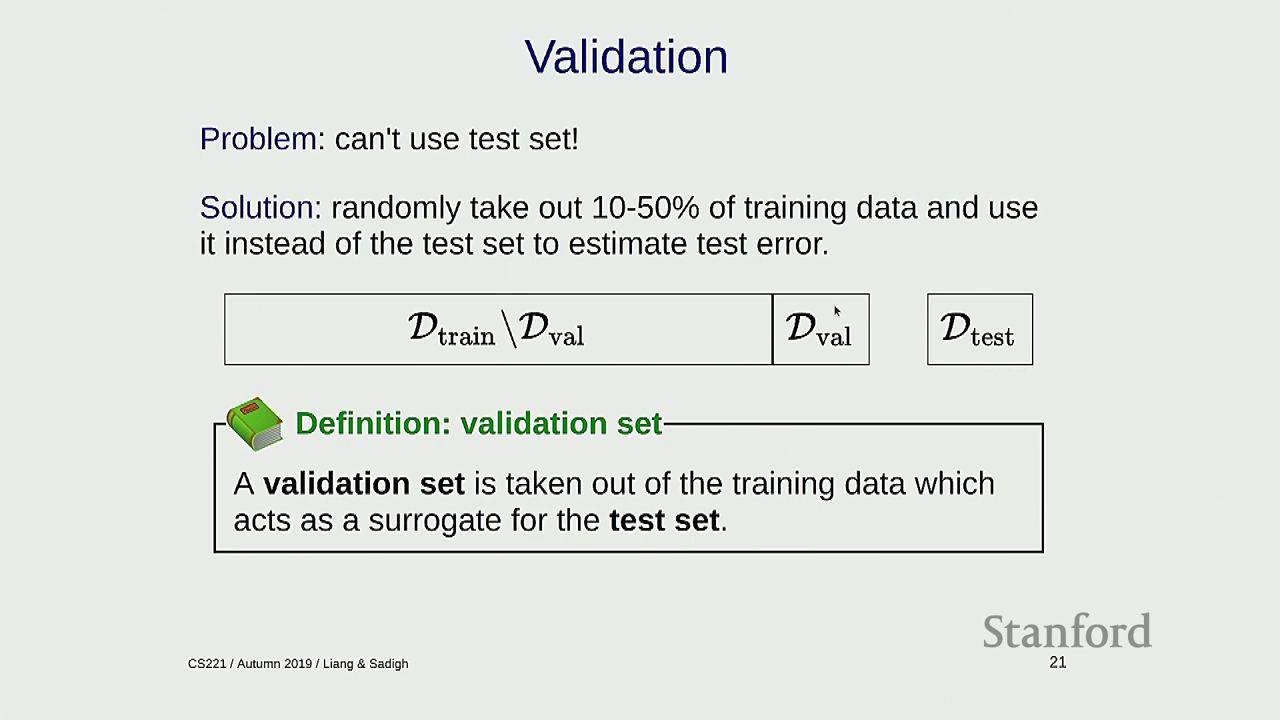 Validation
Problem: can't use test set!
Solution: randomly take out 10-50% of training data and use
it instead of the test set to estimate test error.
𝒟train\𝒟val 𝒟val 𝒟test
Definition: validation set
A validation set is taken out of the training data which
acts as a surrogate for the test set.
Stanford
CS221 / Autumn 2019 / Liang & Sadigh 21